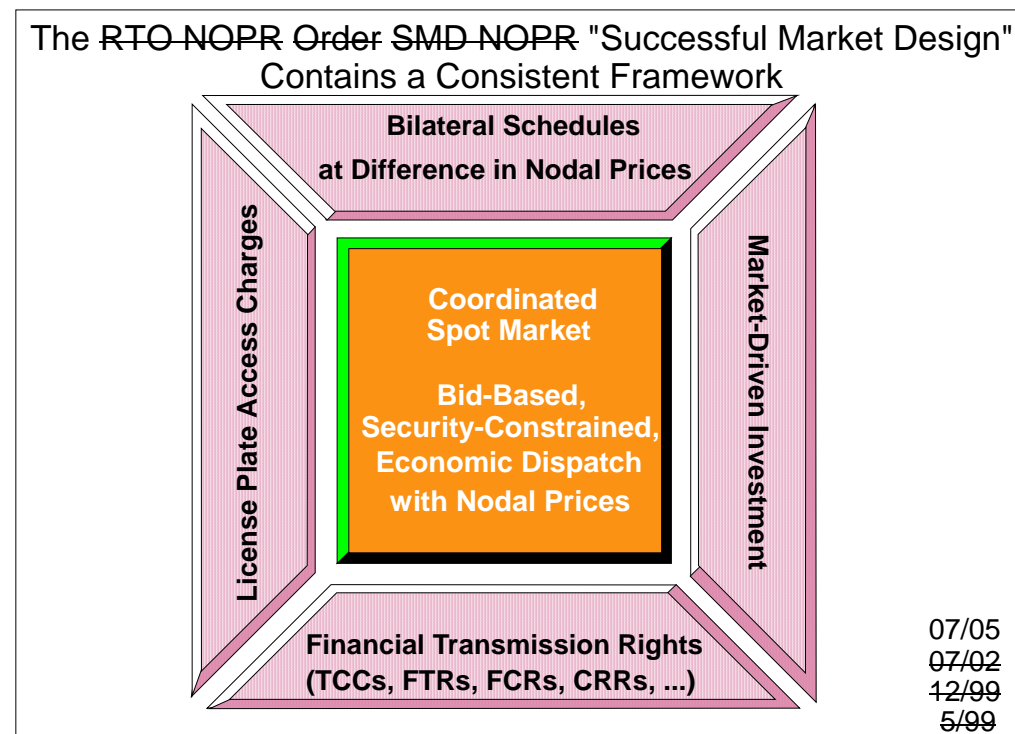 The RTO NOPR Order SMD NOPR "Successful Market Design"
Contains a Consistent Framework
Bilateral Schedules
at Difference in Nodal Prices
License Plate Access Charges
Coordinated
Spot Market
Bid-Based,
Security-Constrained,
Economic Dispatch
with Nodal Prices
Market-Driven Investment
Financial Transmission Rights
(TCCs, FTRs, FCRs, CRRs, ...)
07/05
07/02
12/99
5/99